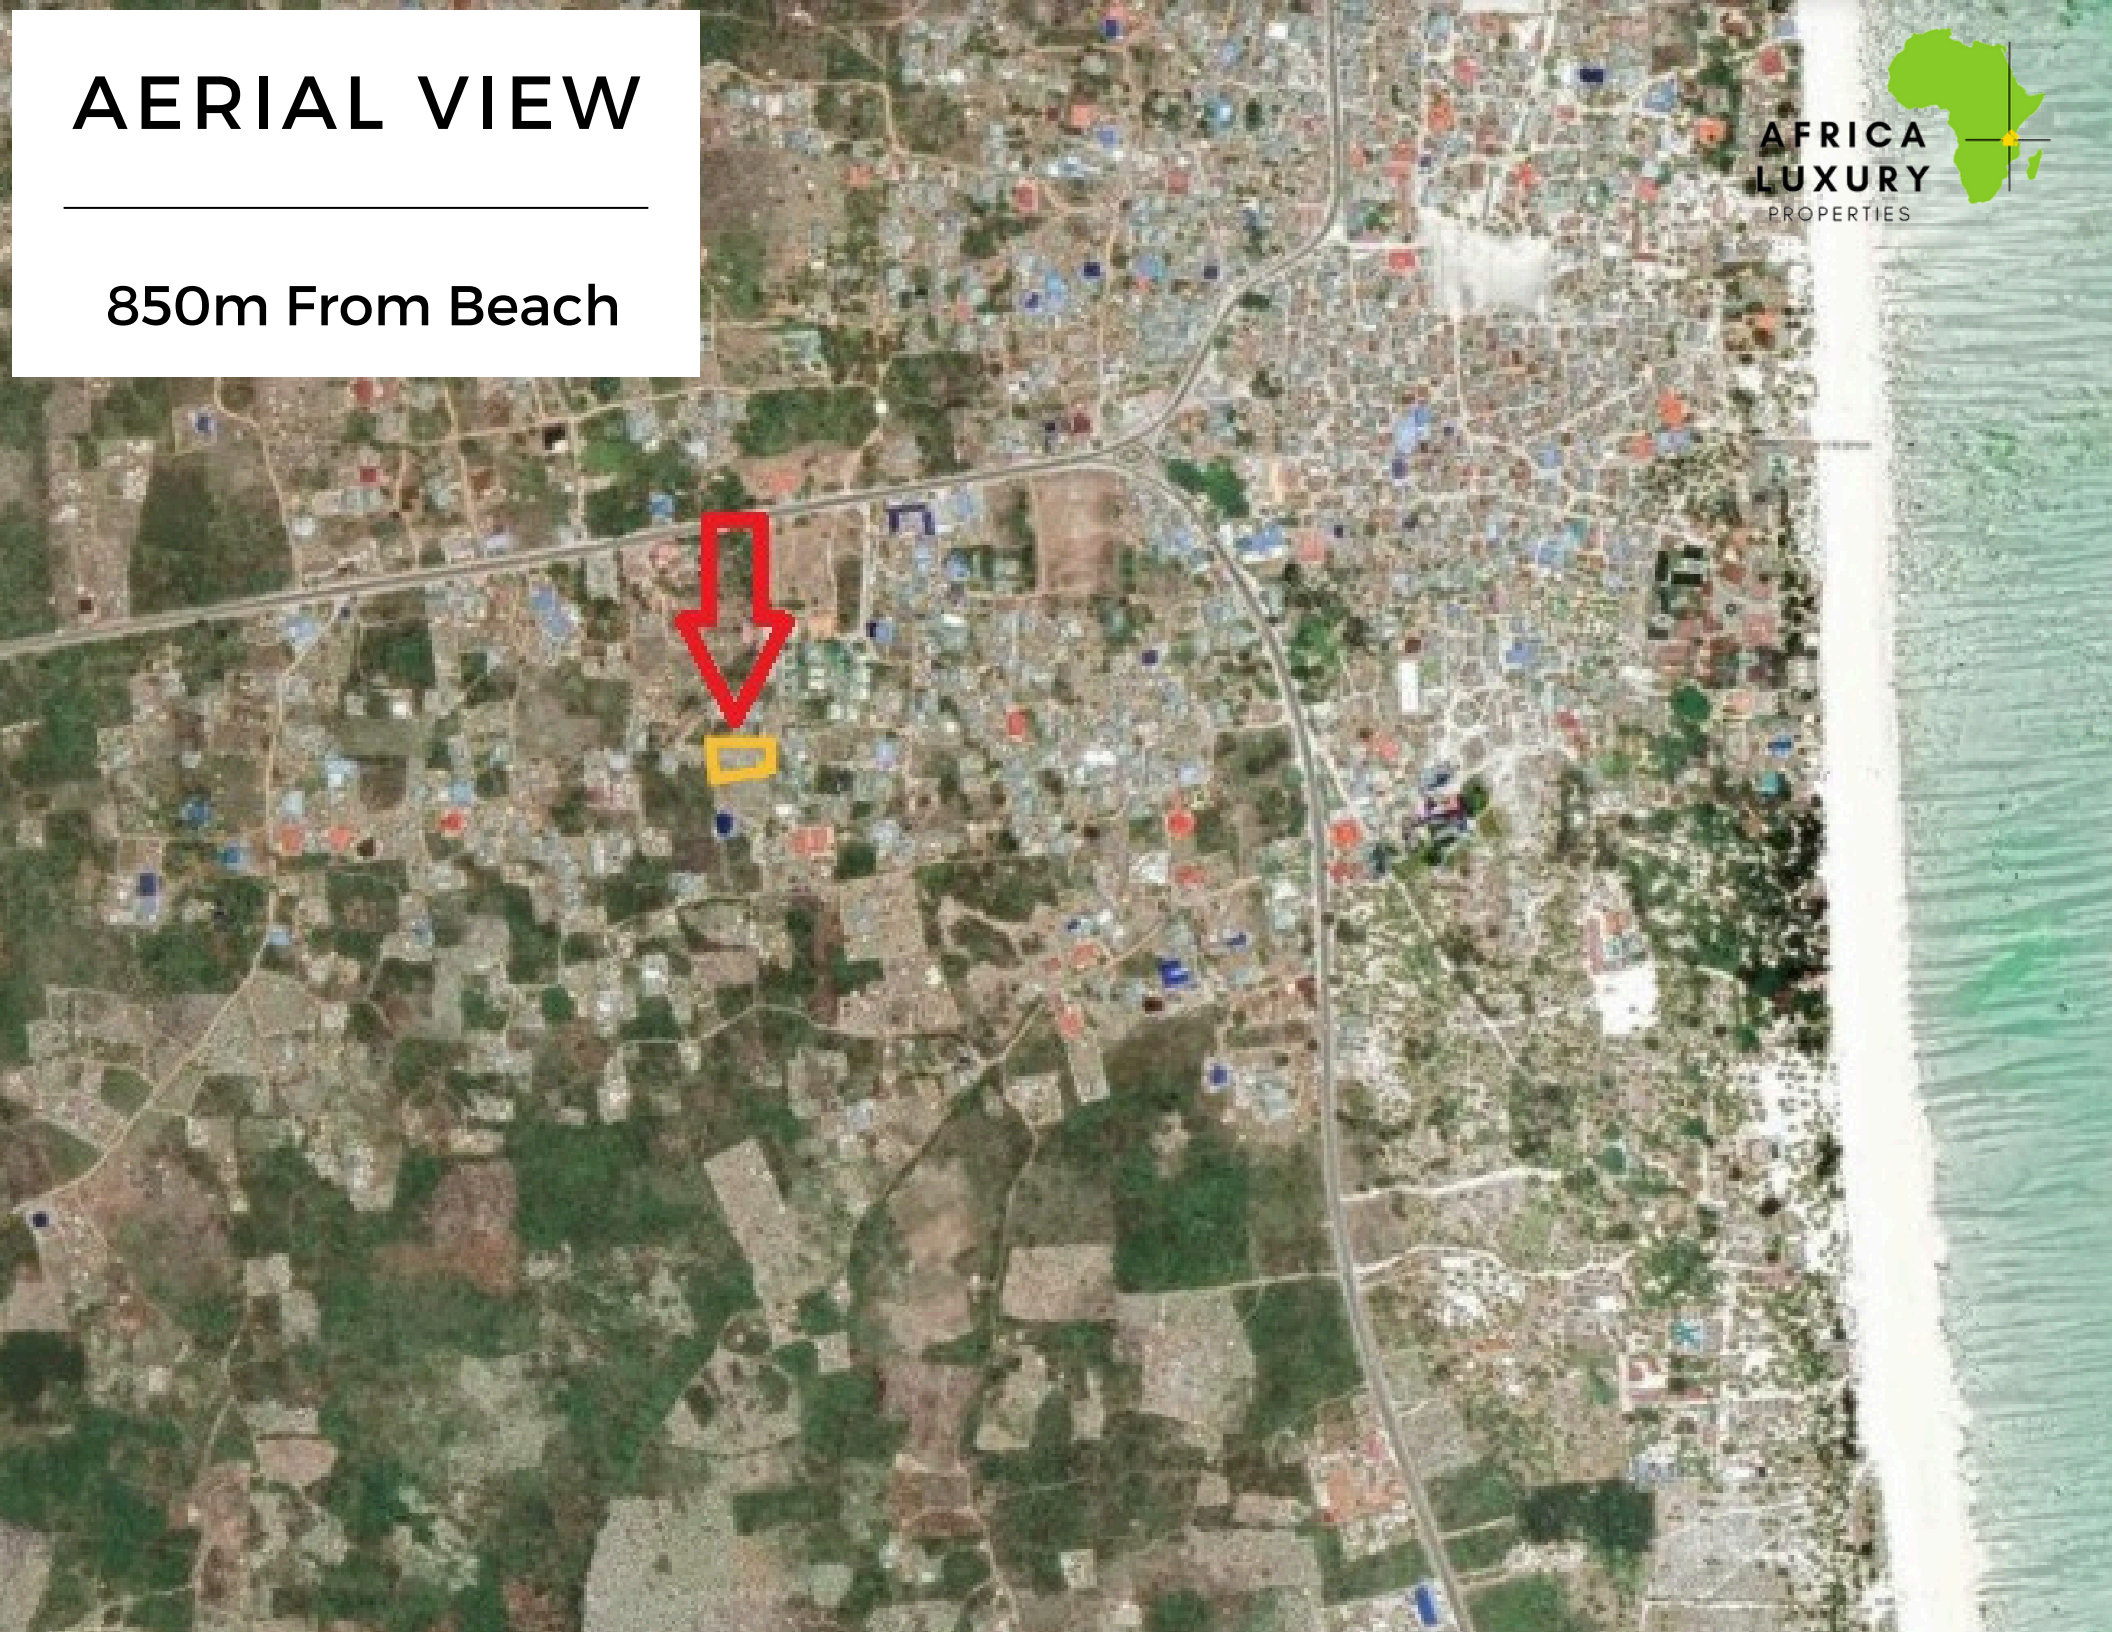 AERIAL VIEW
850m From Beach
AFRICA
LUXURY
PROPERTIES